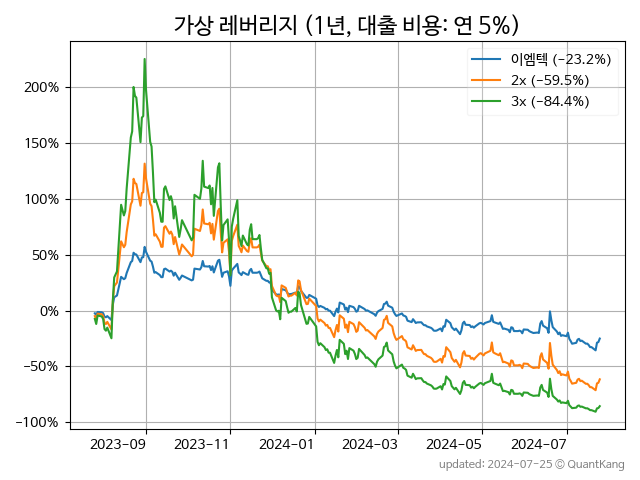 가상 레버리지 (1년, 대출 비용: 연 5%)
이엠텍 (−23.2%)
2x (−59.5%)
3x (−84.4%)
200%
150%
100%
50%
0%
−50%
−100%
2023-09 2023-11 2024-01 2024-03 2024-05 2024-07
updated: 2024-07-25 © QuantKang